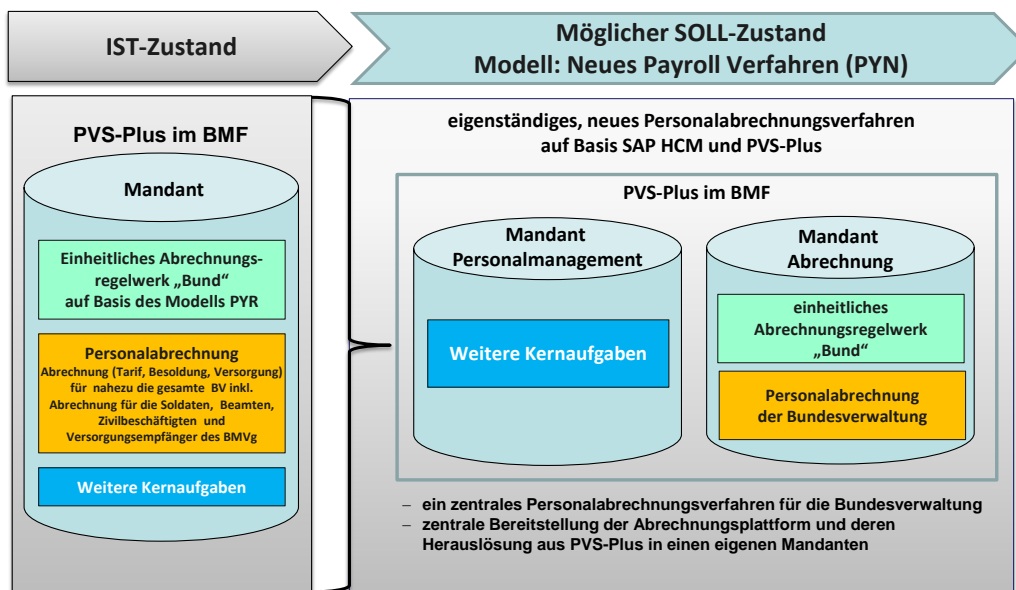 IST-Zustand
Möglicher SOLL-Zustand
Modell: Neues Payroll Verfahren (PYN)
PVS-Plus im BMF
Mandant
Einheitliches Abrechnungs-
regelwerk „Bund“
auf Basis des Modells PYR
Personalabrechnung
Abrechnung (Tarif, Besoldung, Versorgung)
für nahezu die gesamte BV inkl.
Abrechnung für die Soldaten, Beamten,
Zivilbeschäftigten und
Versorgungsempfänger des BMVg
Weitere Kernaufgaben
eigenständiges, neues Personalabrechnungsverfahren
auf Basis SAP HCM und PVS-Plus
PVS-Plus im BMF
Mandant
Personalmanagement
Weitere Kernaufgaben
Mandant
Abrechnung
einheitliches
Abrechnungsregelwerk
„Bund“
Personalabrechnung
der Bundesverwaltung
– ein zentrales Personalabrechnungsverfahren für die Bundesverwaltung
– zentrale Bereitstellung der Abrechnungsplattform und deren
Herauslösung aus PVS-Plus in einen eigenen Mandanten